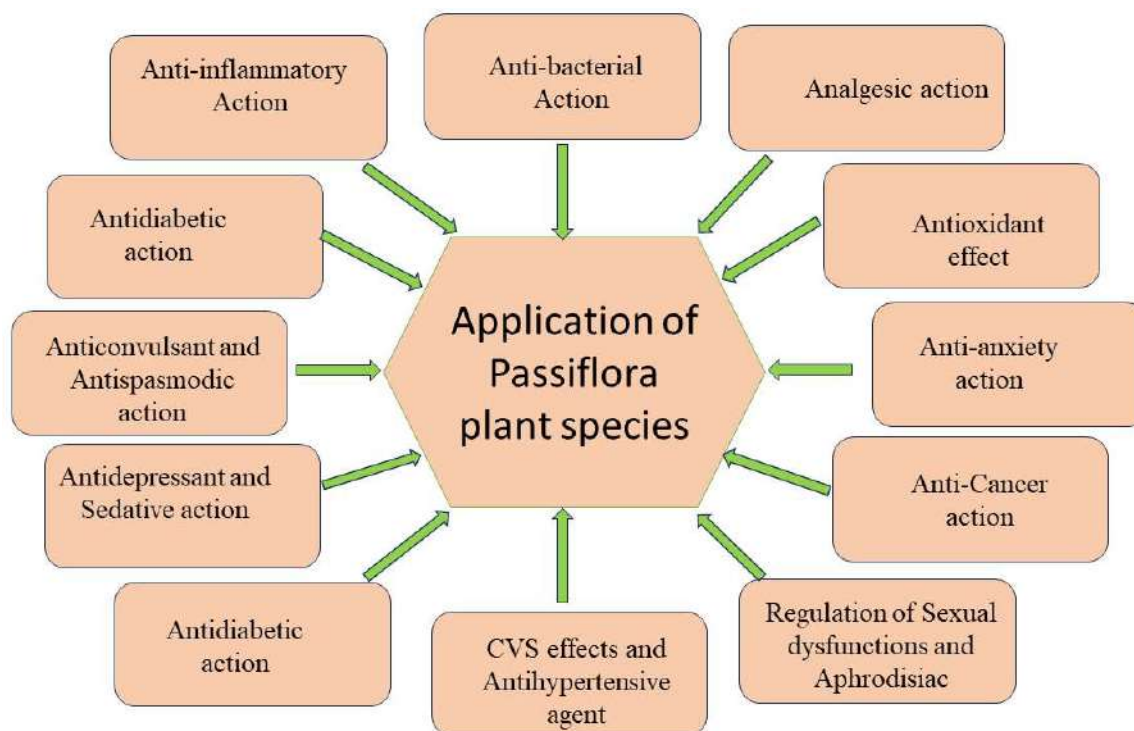 Anti-inflammatory
Action
Anti-bacterial
Action
Analgesic action
Antidiabetic
action
Antioxidant
effect
Application of
Passiflora
plant species
Anticonvulsant and
Antispasmodic
action
Anti-anxiety
action
Antidepressant and
Sedative action
Anti-Cancer
action
Antidiabetic
action
CVS effects and
Antihypertensive
agent
Regulation of Sexual
dysfunctions and
Aphrodisiac